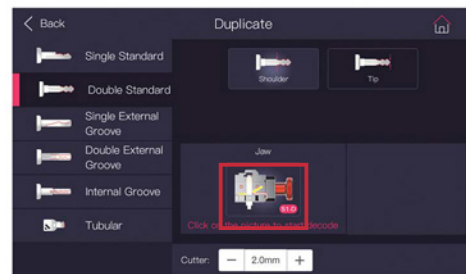 Back
Duplicate
Single Standard
Double Standard
Single External
Groove
Double External
Groove
Internal Groove
Tubular
Shoulder
Tip
Jaw
S1-D
Click on the picture to start decode
Cutter:
2.0mm